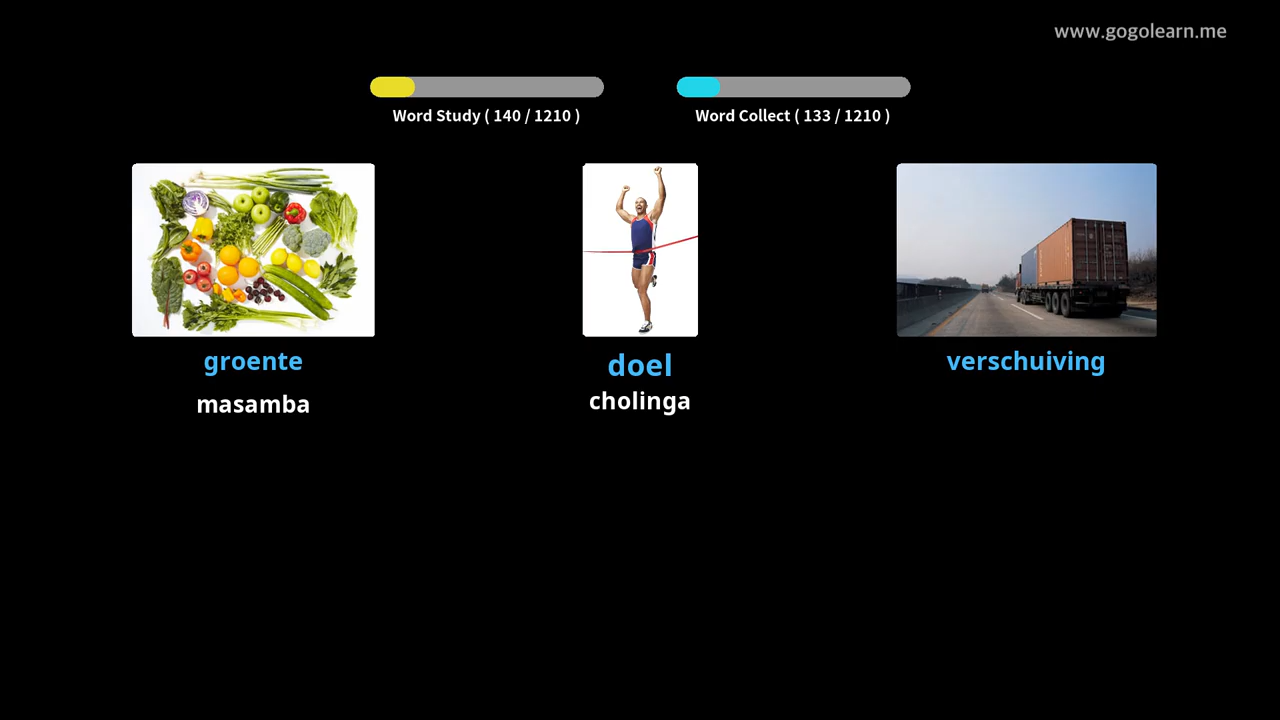 www.gogolearn.me
Word Study ( 140 / 1210 )
Word Collect ( 133 / 1210 )
groente
doel
verschuiving
masamba
cholinga